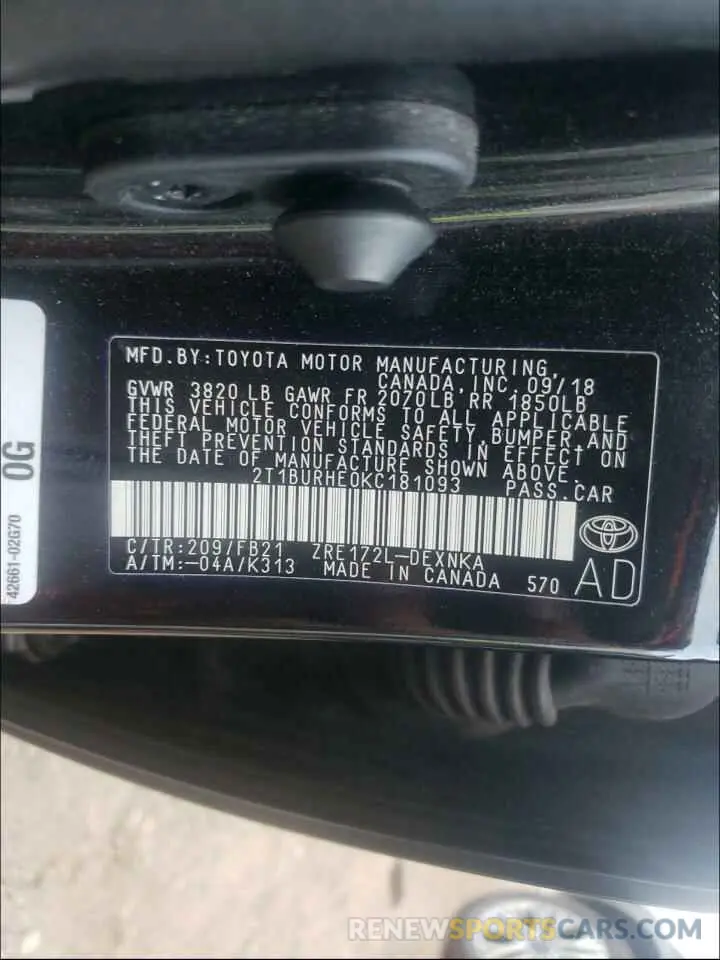 MFD.BY:TOYOTA MOTOR MANUFACTURING,
CANADA,INC.09/18
GVWR 3820 LB GAWR FR 2070LB,RR 1850LB
THIS VEHICLE CONFORMS TO ALL APPLICABLE
FEDERAL MOTOR VEHICLE SAFETY,BUMPER,AND
THEFT PREVENTION STANDARDS IN EFFECT ON
THE DATE OF MANUFACTURE SHOWN ABOVE.
2T1BURHE0KC181093 PASS.CAR
C/TR:209/FB21 ZRE172L-DEXNKA
A/TM:-04A/K313 MADE IN CANADA 570
AD
0G
42661-02G70
RENEWSPORTSCARS.COM